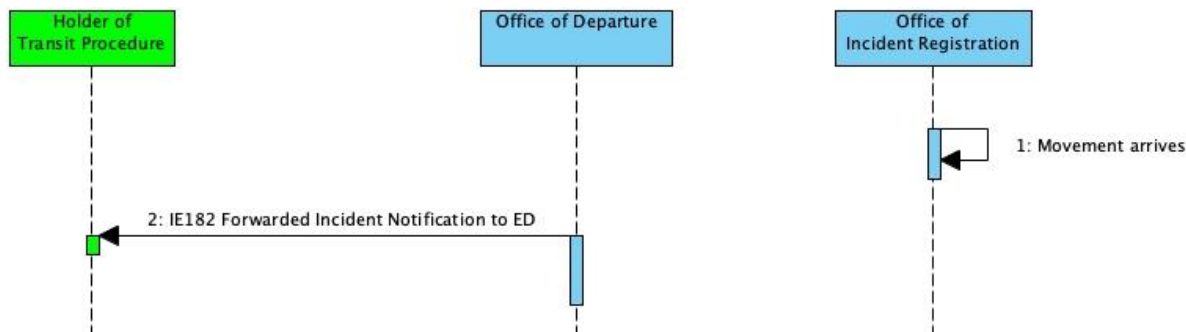 Holder of
Transit Procedure
Office of Departure
Office of
Incident Registration
1: Movement arrives
2: IE182 Forwarded Incident Notification to ED